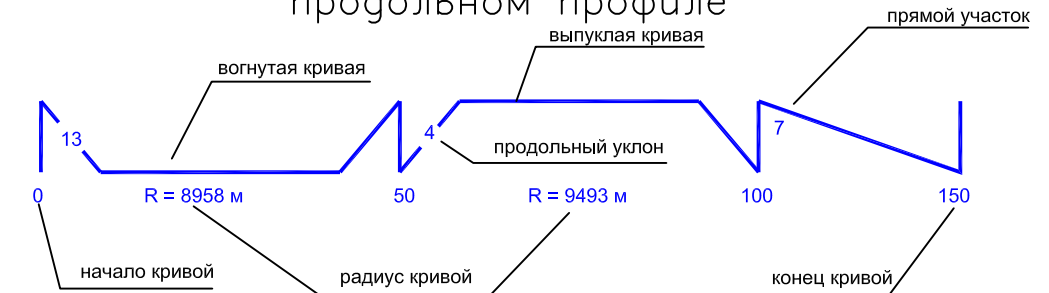 продольном профиле
прямой участок
выпуклая кривая
вогнутая кривая
13
4
7
продольный уклон
0
R = 8958 м
50
R = 9493 м
100
150
начало кривой
радиус кривой
конец кривой